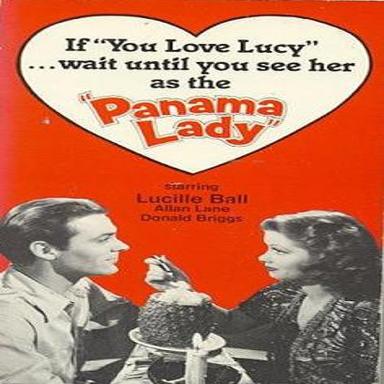 If "You Love Lucy"
...wait until you see her
as the
"Panama
Lady"
starring
Lucille Ball
Allan Lane
Donald Briggs